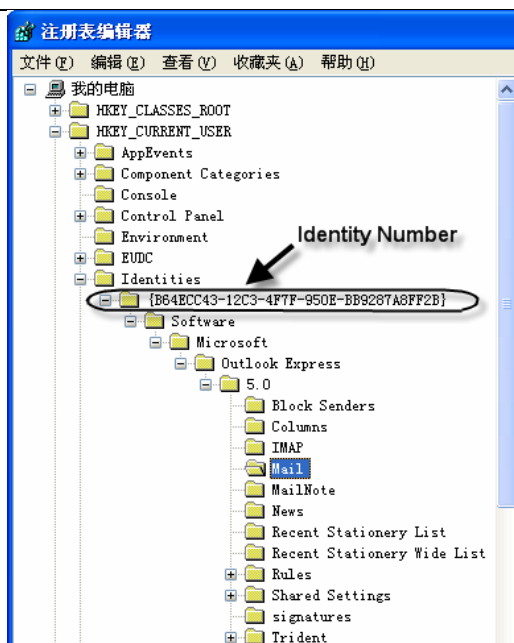 注册表编辑器
文件(F) 编辑(E) 查看(V) 收藏夹(A) 帮助(H)
我的电脑
HKEY_CLASSES_ROOT
HKEY_CURRENT_USER
AppEvents
Component Categories
Console
Control Panel
Environment
Identity Number
EUDC
Identities
{B64ECC43-12C3-4F7F-950E-BB9287A8FF2B}
Software
Microsoft
Outlook Express
5.0
Block Senders
Columns
IMAP
Mail
MailNote
News
Recent Stationery List
Recent Stationery Wide List
Rules
Shared Settings
signatures
Trident